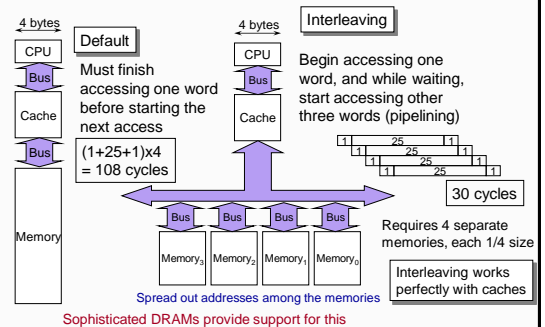 4 bytes
Default
CPU
Bus
Must finish
accessing one word
before starting the
next access
Cache
(1+25+1)x4
= 108 cycles
Bus
Memory
4 bytes
Interleaving
CPU
Bus
Begin accessing one
word, and while waiting,
start accessing other
three words (pipelining)
Cache
1 25 1
1 25 1
1 25 1
1 25 1
30 cycles
Bus Bus Bus Bus
Memory3 Memory2 Memory1 Memory0
Requires 4 separate
memories, each 1/4 size
Interleaving works
perfectly with caches
Spread out addresses among the memories
Sophisticated DRAMs provide support for this